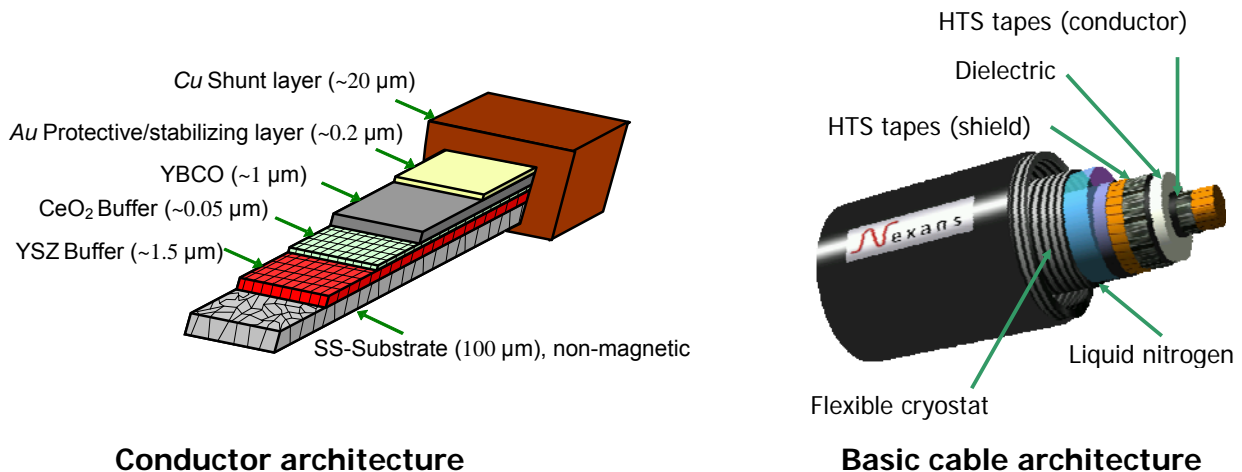 Cu Shunt layer (~20 µm)
Au Protective/stabilizing layer (~0.2 µm)
YBCO (~1 µm)
CeO₂ Buffer (~0.05 µm)
YSZ Buffer (~1.5 µm)
SS-Substrate (100 µm), non-magnetic
Conductor architecture
HTS tapes (conductor)
Dielectric
HTS tapes (shield)
Nexans
Liquid nitrogen
Flexible cryostat
Basic cable architecture